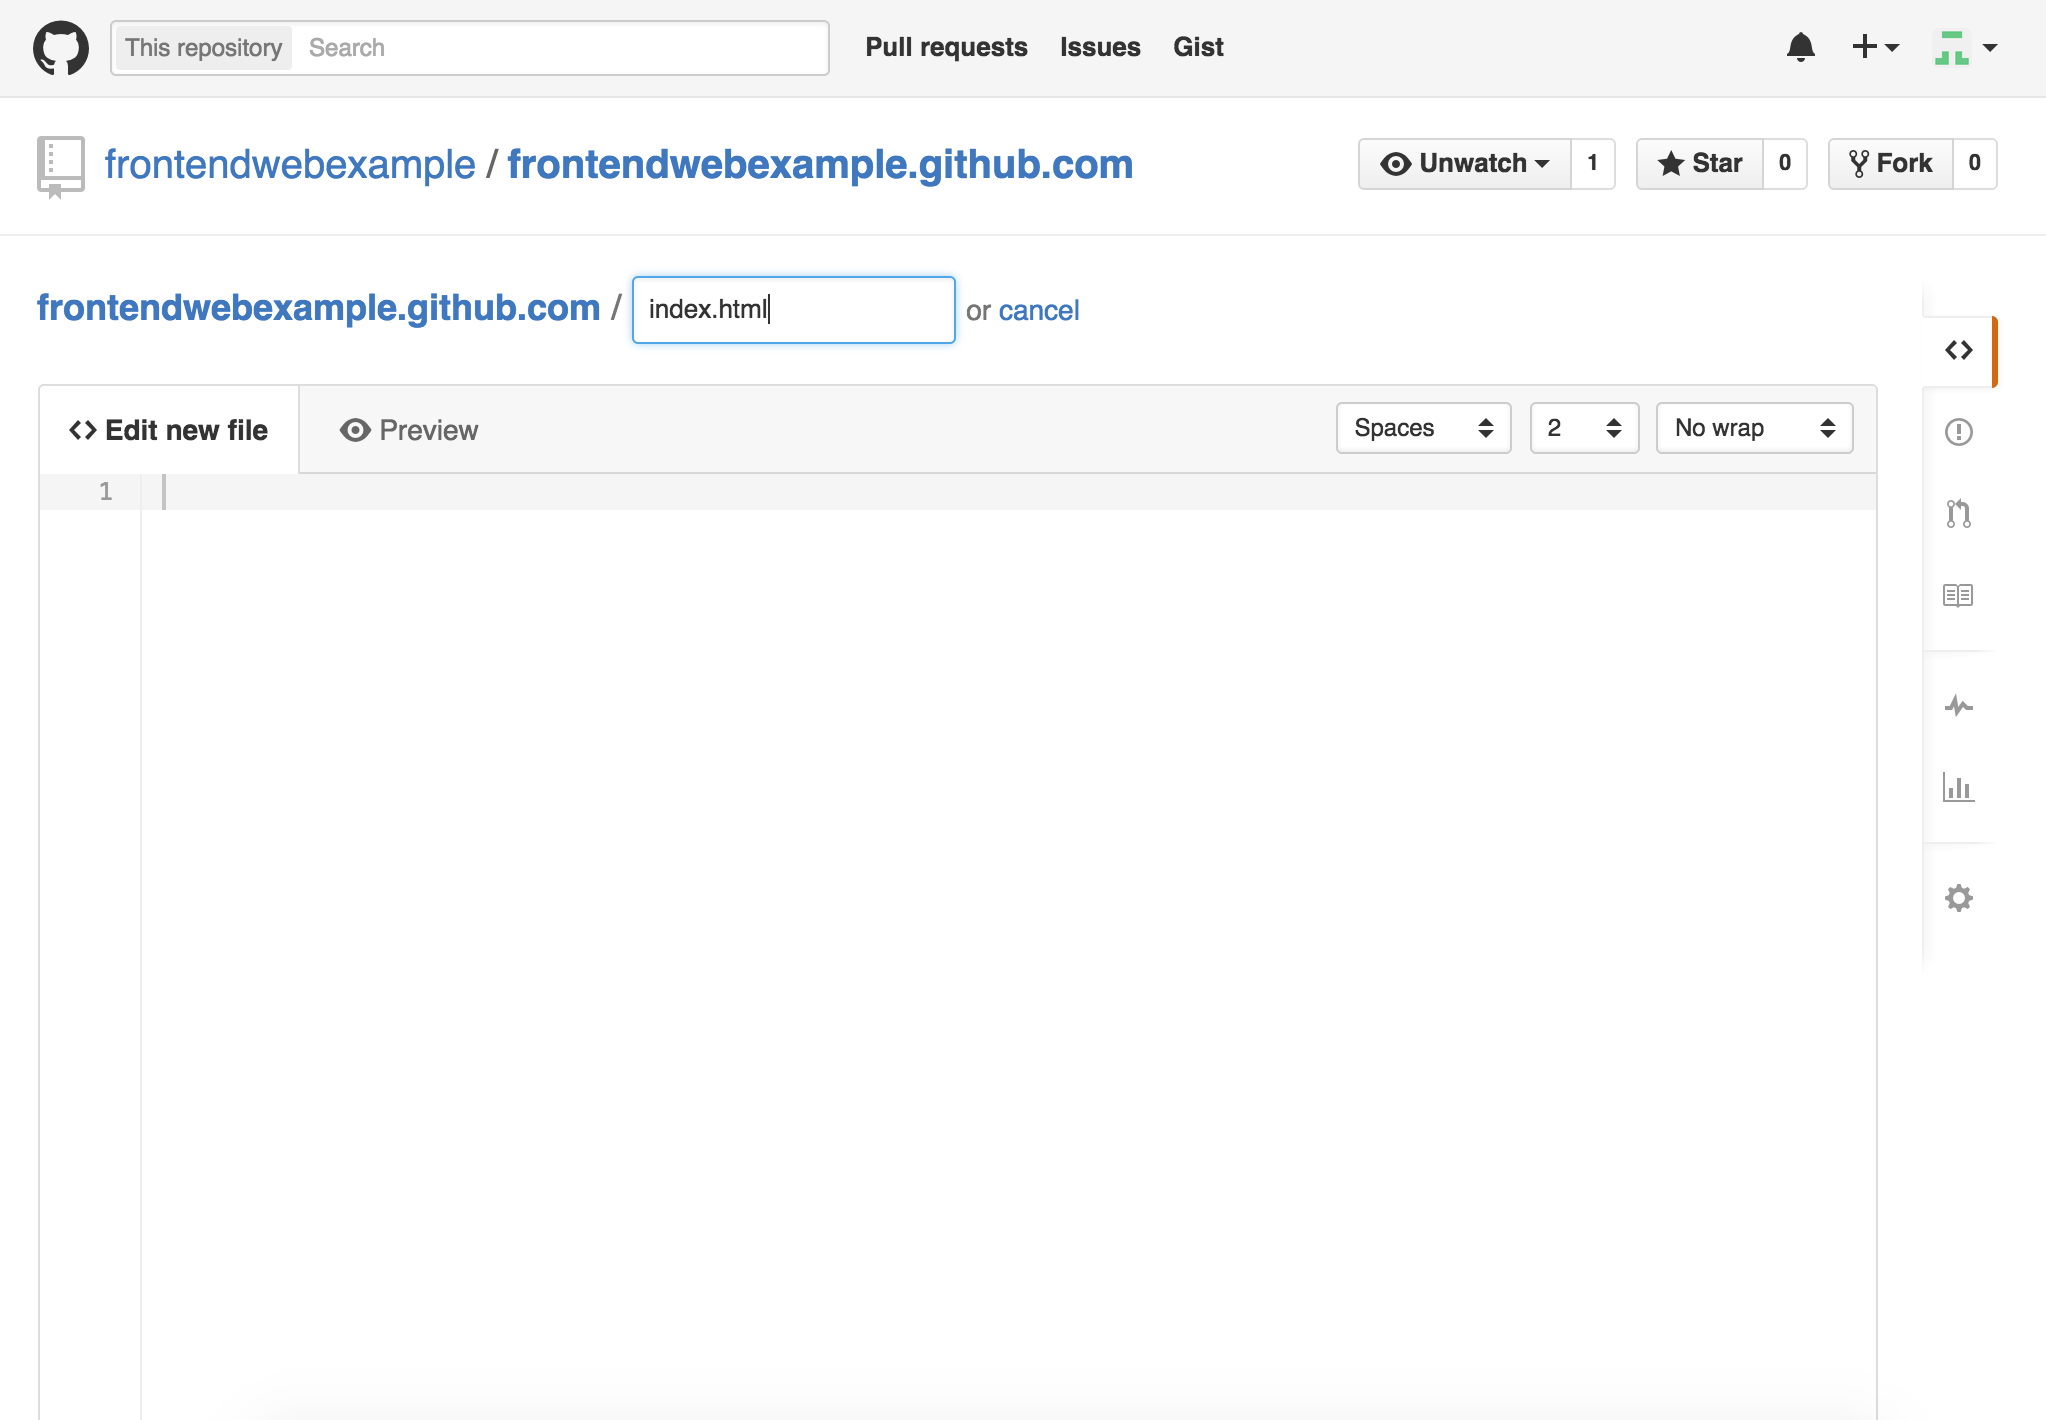 This repository Search Pull requests Issues Gist
frontendwebexample / frontendwebexample.github.com Unwatch 1 Star 0 Fork 0
frontendwebexample.github.com / index.html or cancel
Edit new file Preview Spaces 2 No wrap
1